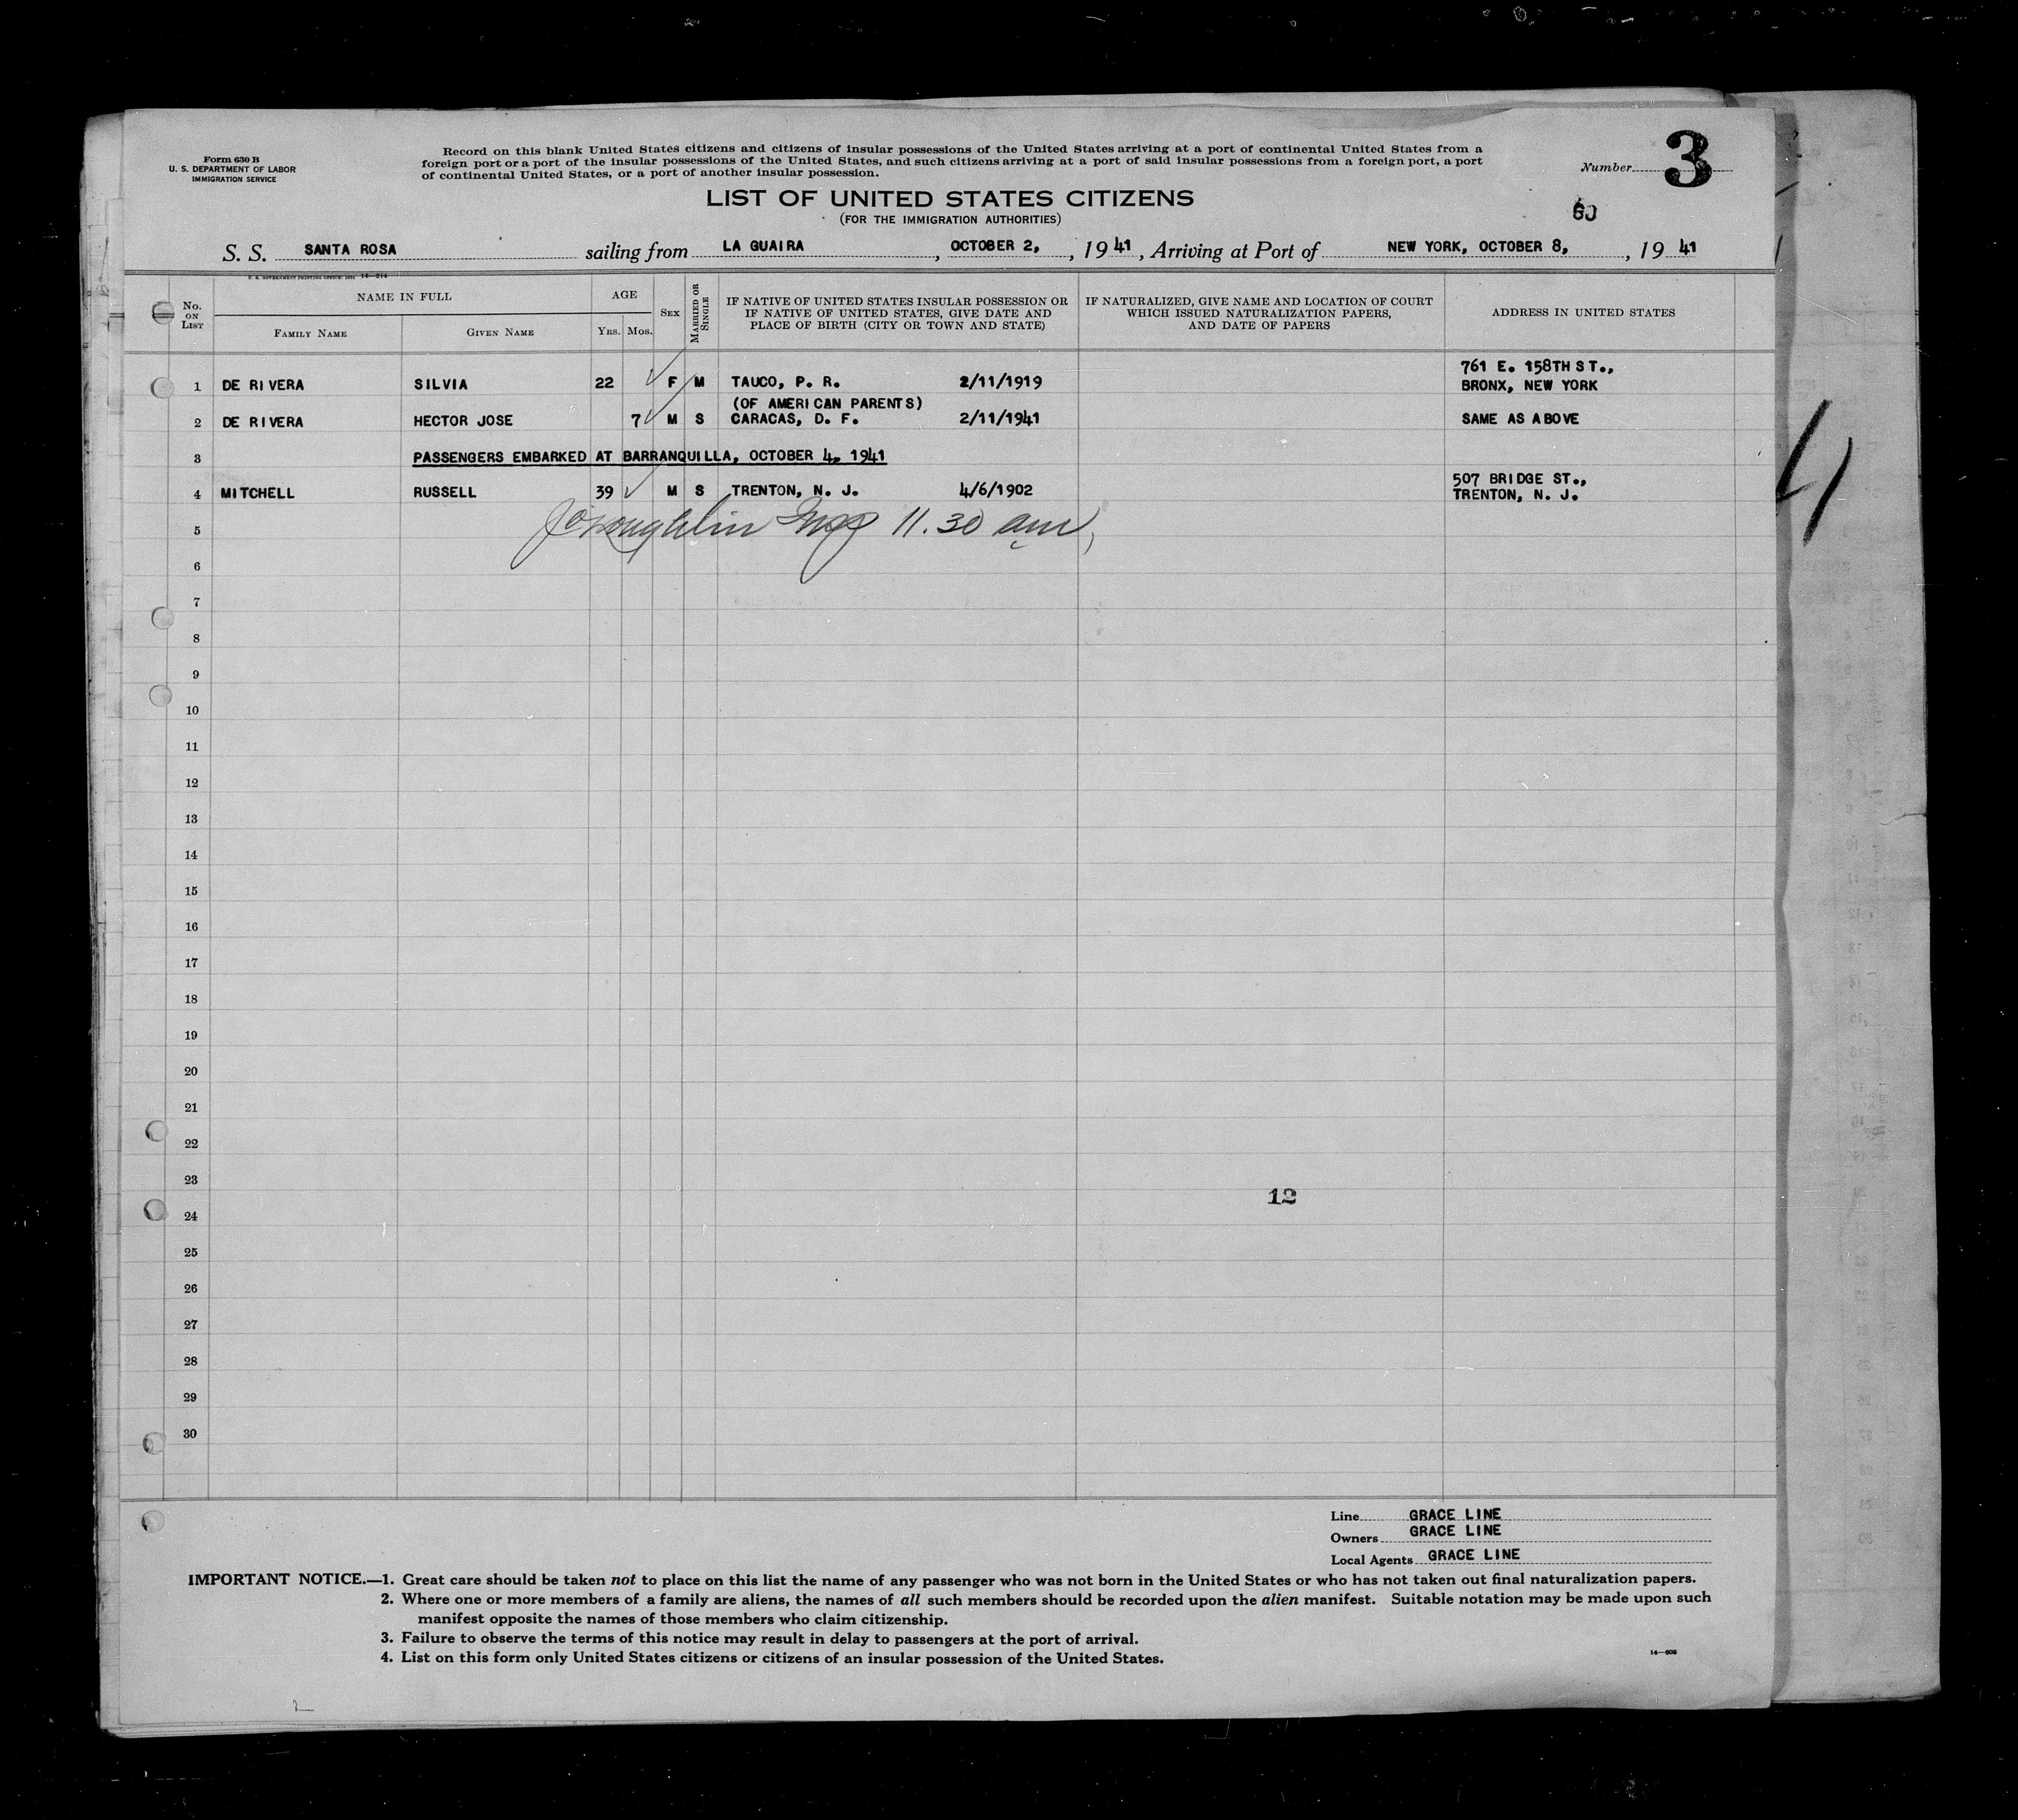 Form 630 B
U. S. DEPARTMENT OF LABOR
IMMIGRATION SERVICE
Record on this blank United States citizens and citizens of insular possessions of the United States arriving at a port of continental United States from a
foreign port or a port of the insular possessions of the United States, and such citizens arriving at a port of said insular possessions from a foreign port, a port
of continental United States, or a port of another insular possession.
Number 3
LIST OF UNITED STATES CITIZENS
(FOR THE IMMIGRATION AUTHORITIES)
60
S. S. SANTA ROSA sailing from LA GUAIRA, OCTOBER 2, , 19 41, Arriving at Port of NEW YORK, OCTOBER 8, , 19 41
U. S. GOVERNMENT PRINTING OFFICE 14-214
No. ON LIST
NAME IN FULL
FAMILY NAME GIVEN NAME
AGE
YRS. MOS.
SEX
MARRIED OR SINGLE
IF NATIVE OF UNITED STATES INSULAR POSSESSION OR
IF NATIVE OF UNITED STATES, GIVE DATE AND
PLACE OF BIRTH (CITY OR TOWN AND STATE)
IF NATURALIZED, GIVE NAME AND LOCATION OF COURT
WHICH ISSUED NATURALIZATION PAPERS,
AND DATE OF PAPERS
ADDRESS IN UNITED STATES
761 E. 158TH ST.,
1 DE RIVERA SILVIA 22 F M TAUCO, P. R. 2/11/1919 BRONX, NEW YORK
(OF AMERICAN PARENTS)
2 DE RIVERA HECTOR JOSE 7 M S CARACAS, D. F. 2/11/1941 SAME AS ABOVE
3 PASSENGERS EMBARKED AT BARRANQUILLA, OCTOBER 4, 1941
507 BRIDGE ST.,
4 MITCHELL RUSSELL 39 M S TRENTON, N. J. 4/6/1902 TRENTON, N. J.
5 11.30 am
6
7
8
9
10
11
12
13
14
15
16
17
18
19
20
21
22
23
12
24
25
26
27
28
29
30
Line GRACE LINE
Owners GRACE LINE
Local Agents GRACE LINE
IMPORTANT NOTICE.—1. Great care should be taken not to place on this list the name of any passenger who was not born in the United States or who has not taken out final naturalization papers.
2. Where one or more members of a family are aliens, the names of all such members should be recorded upon the alien manifest. Suitable notation may be made upon such
manifest opposite the names of those members who claim citizenship.
3. Failure to observe the terms of this notice may result in delay to passengers at the port of arrival.
4. List on this form only United States citizens or citizens of an insular possession of the United States.